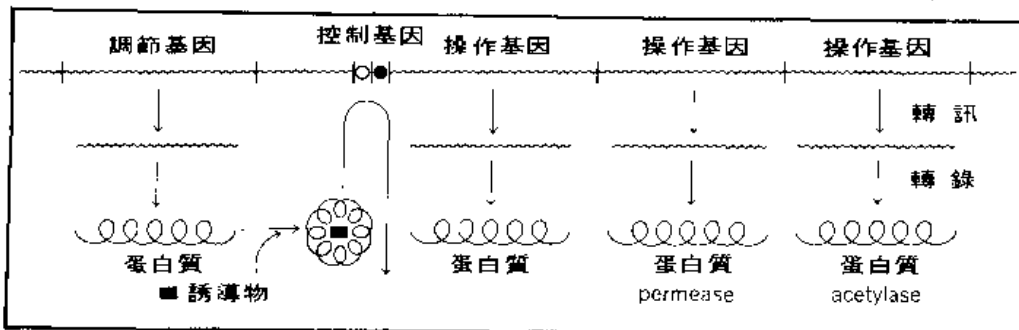 調節基因 控制基因 操作基因 操作基因 操作基因
轉訊
轉錄
蛋白質 蛋白質 蛋白質 蛋白質
permease acetylase
誘導物